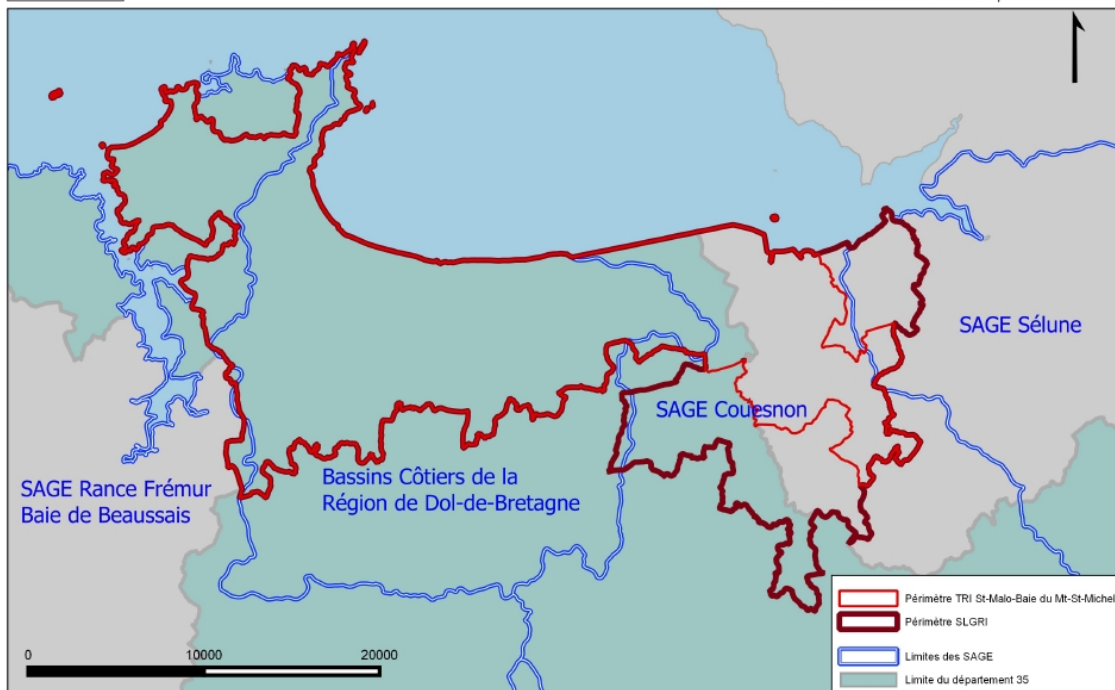 SAGE Sélune
SAGE Couesnon
Bassins Côtiers de la
Région de Dol-de-Bretagne
SAGE Rance Frémur
Baie de Beaussais
0 10000 20000
Périmètre TRI St-Malo-Baie du Mt-St-Michel
Périmètre SLGRI
Limites des SAGE
Limite du département 35